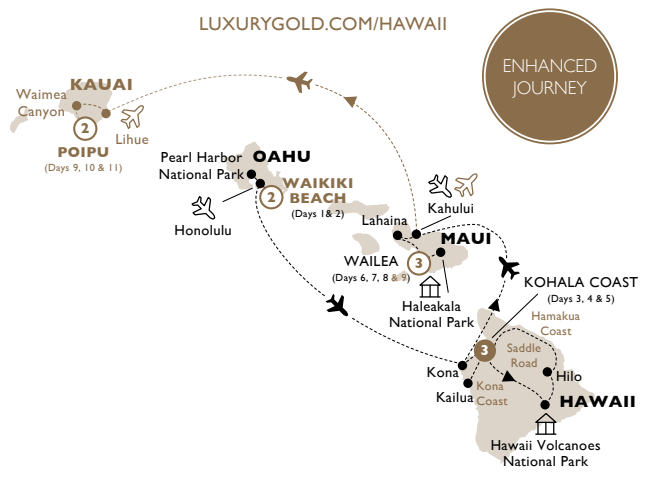 LUXURYGOLD.COM/HAWAII
ENHANCED
JOURNEY
KAUAI
Waimea
Canyon
2
Lihue
POIPU
(Days 9, 10 & 11)
Pearl Harbor
National Park
OAHU
WAIKIKI
BEACH
2
(Days 1& 2)
Honolulu
Kahului
Lahaina
MAUI
WAILEA
3
(Days 6, 7, 8 & 9)
Haleakala
National Park
KOHALA COAST
(Days 3, 4 & 5)
Hamakua
Coast
3
Saddle
Road
Kona
Hilo
Kailua
Kona
Coast
HAWAII
Hawaii Volcanoes
National Park